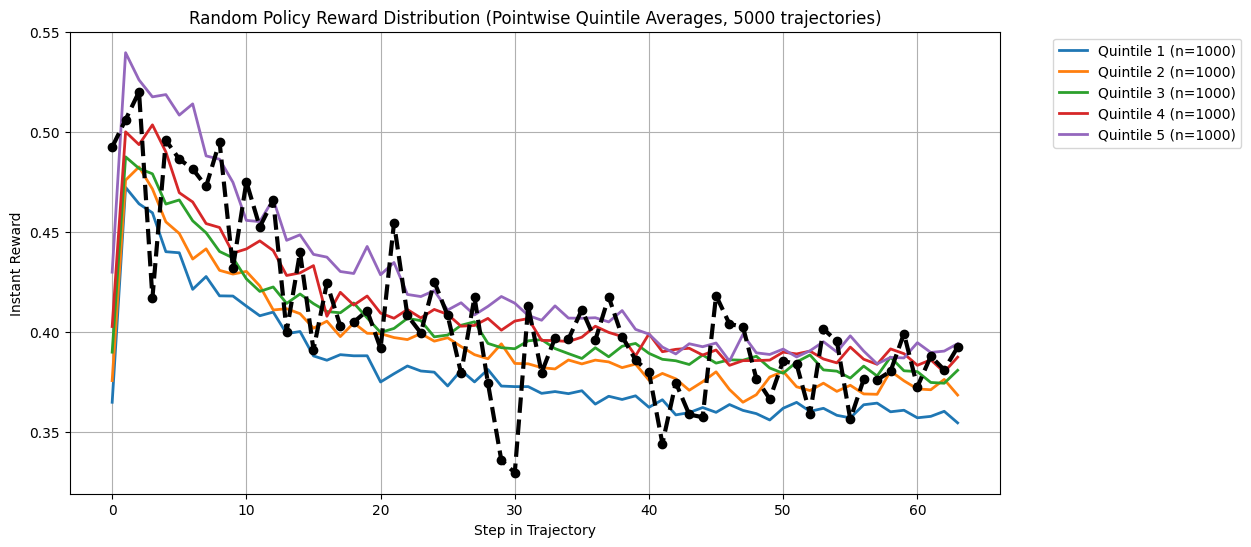 Random Policy Reward Distribution (Pointwise Quintile Averages, 5000 trajectories)
0.55
0.50
0.45
0.40
0.35
Instant Reward
0
10
20
30
40
50
60
Step in Trajectory
Quintile 1 (n=1000)
Quintile 2 (n=1000)
Quintile 3 (n=1000)
Quintile 4 (n=1000)
Quintile 5 (n=1000)